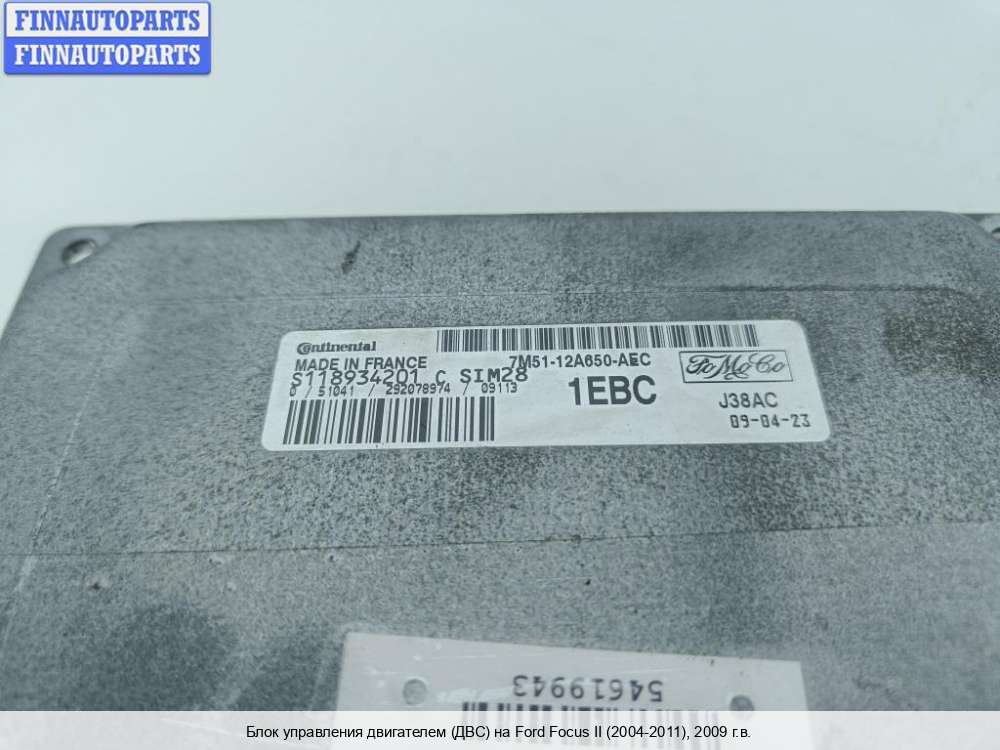 FINNAUTOPARTS
FINNAUTOPARTS
Continental
MADE IN FRANCE
7M51-12A650-AEC
FoMoCo
S118934201 C SIM28
0 / 51041 / 292078974 / 09113
1EBC
J38AC
09-04-23
54619943
Блок управления двигателем (ДВС) на Ford Focus II (2004-2011), 2009 г.в.